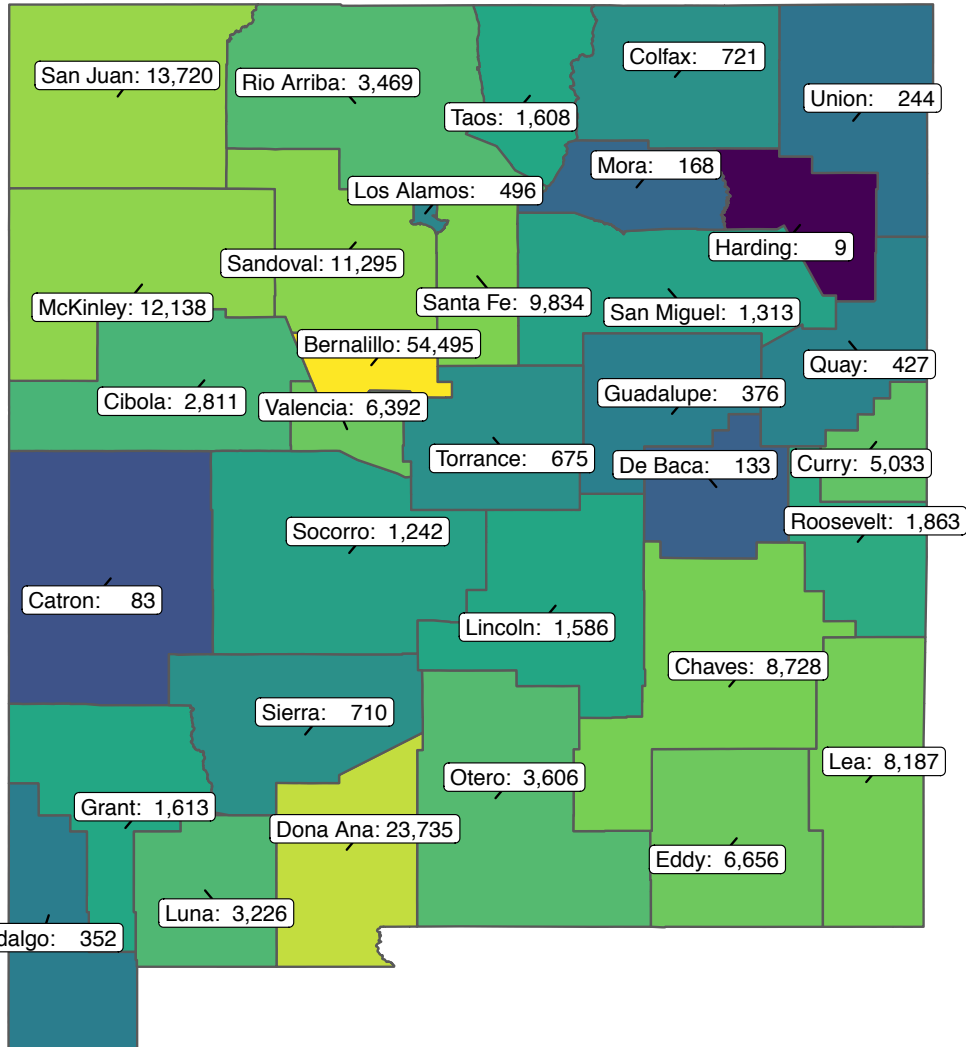 Colfax: 721
San Juan: 13,720
Rio Arriba: 3,469
Union: 244
Taos: 1,608
Mora: 168
Los Alamos: 496
Harding: 9
Sandoval: 11,295
Santa Fe: 9,834
McKinley: 12,138
San Miguel: 1,313
Bernalillo: 54,495
Quay: 427
Guadalupe: 376
Cibola: 2,811
Valencia: 6,392
Torrance: 675
De Baca: 133
Curry: 5,033
Roosevelt: 1,863
Socorro: 1,242
Catron: 83
Lincoln: 1,586
Chaves: 8,728
Sierra: 710
Lea: 8,187
Otero: 3,606
Grant: 1,613
Dona Ana: 23,735
Eddy: 6,656
Luna: 3,226
dalgo: 352